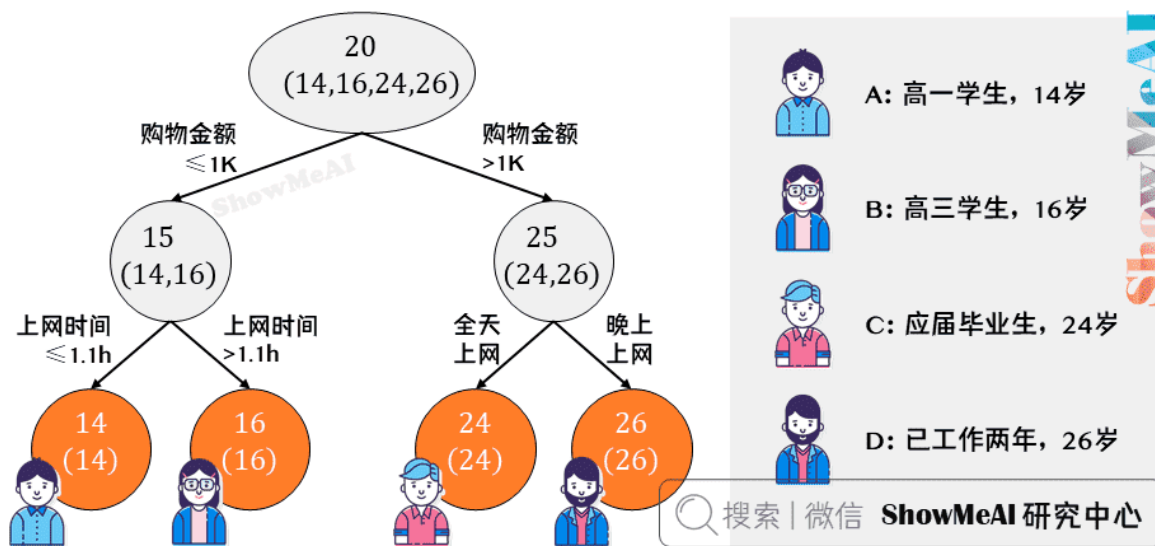 20
(14,16,24,26)
购物金额
≤1K
购物金额
>1K
ShowMeAI
15
(14,16)
25
(24,26)
上网时间
≤1.1h
上网时间
>1.1h
全天
上网
晚上
上网
14
(14)
16
(16)
24
(24)
26
(26)
A: 高一学生，14岁
B: 高三学生，16岁
C: 应届毕业生，24岁
D: 已工作两年，26岁
ShowMeAI
搜索 | 微信 ShowMeAI 研究中心